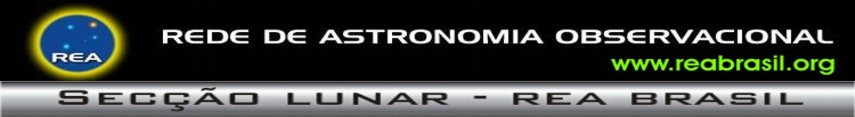 REA
REDE DE ASTRONOMIA OBSERVACIONAL
www.reabrasil.org
SECÇÃO LUNAR - REA BRASIL